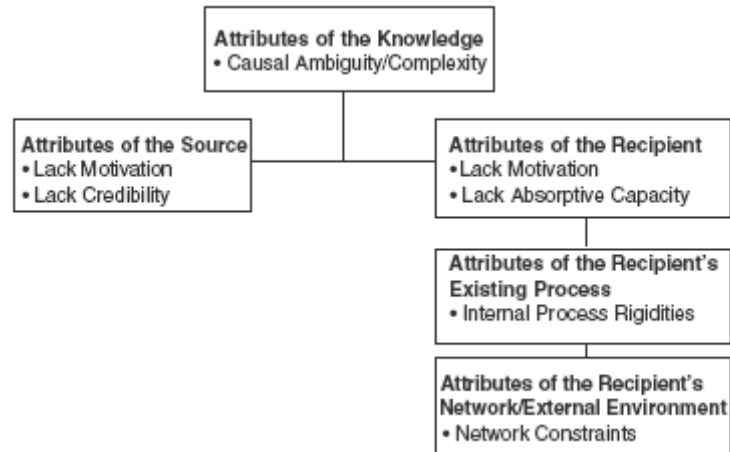 Attributes of the Knowledge
• Causal Ambiguity/Complexity
Attributes of the Source
• Lack Motivation
• Lack Credibility
Attributes of the Recipient
• Lack Motivation
• Lack Absorptive Capacity
Attributes of the Recipient's
Existing Process
• Internal Process Rigidities
Attributes of the Recipient's
Network/External Environment
• Network Constraints